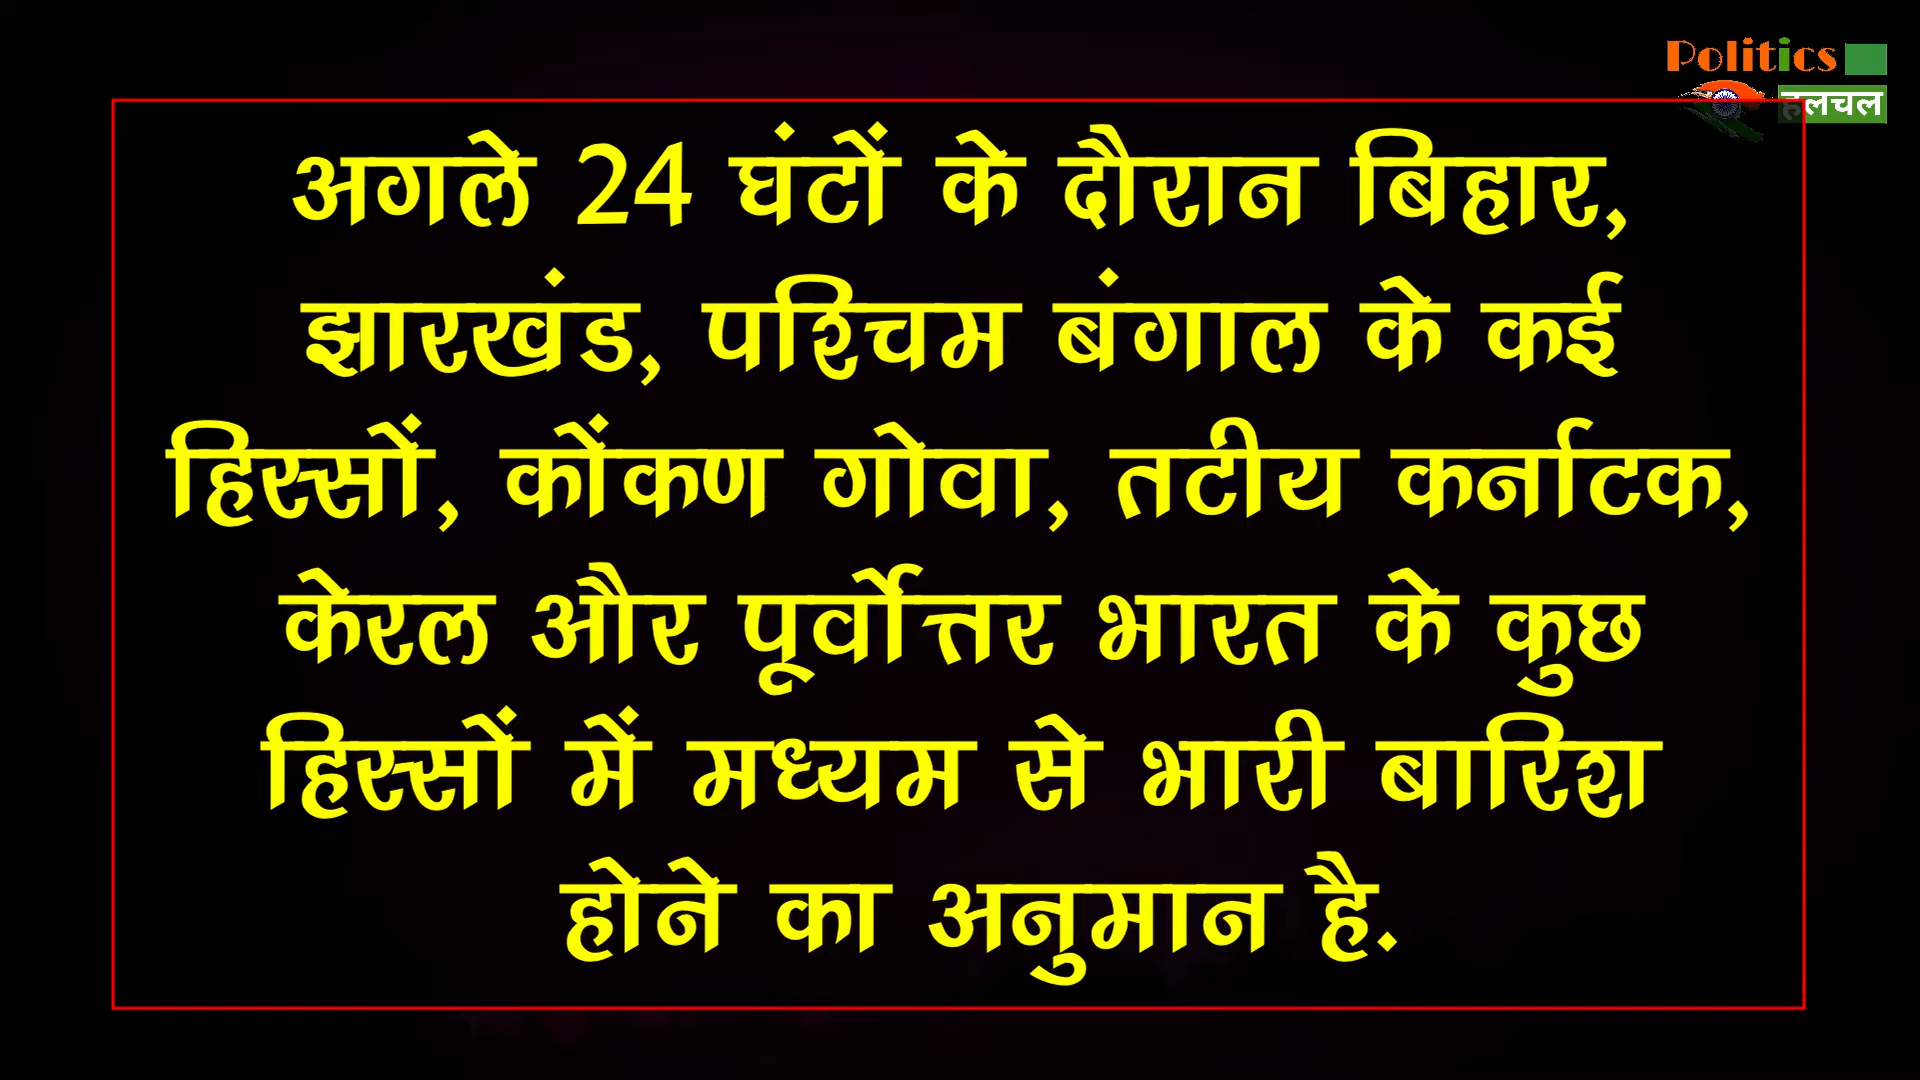 Politics
हलचल
अगले 24 घंटों के दौरान बिहार,
झारखंड, पश्चिम बंगाल के कई
हिस्सों, कोंकण गोवा, तटीय कर्नाटक,
केरल और पूर्वोत्तर भारत के कुछ
हिस्सों में मध्यम से भारी बारिश
होने का अनुमान है.